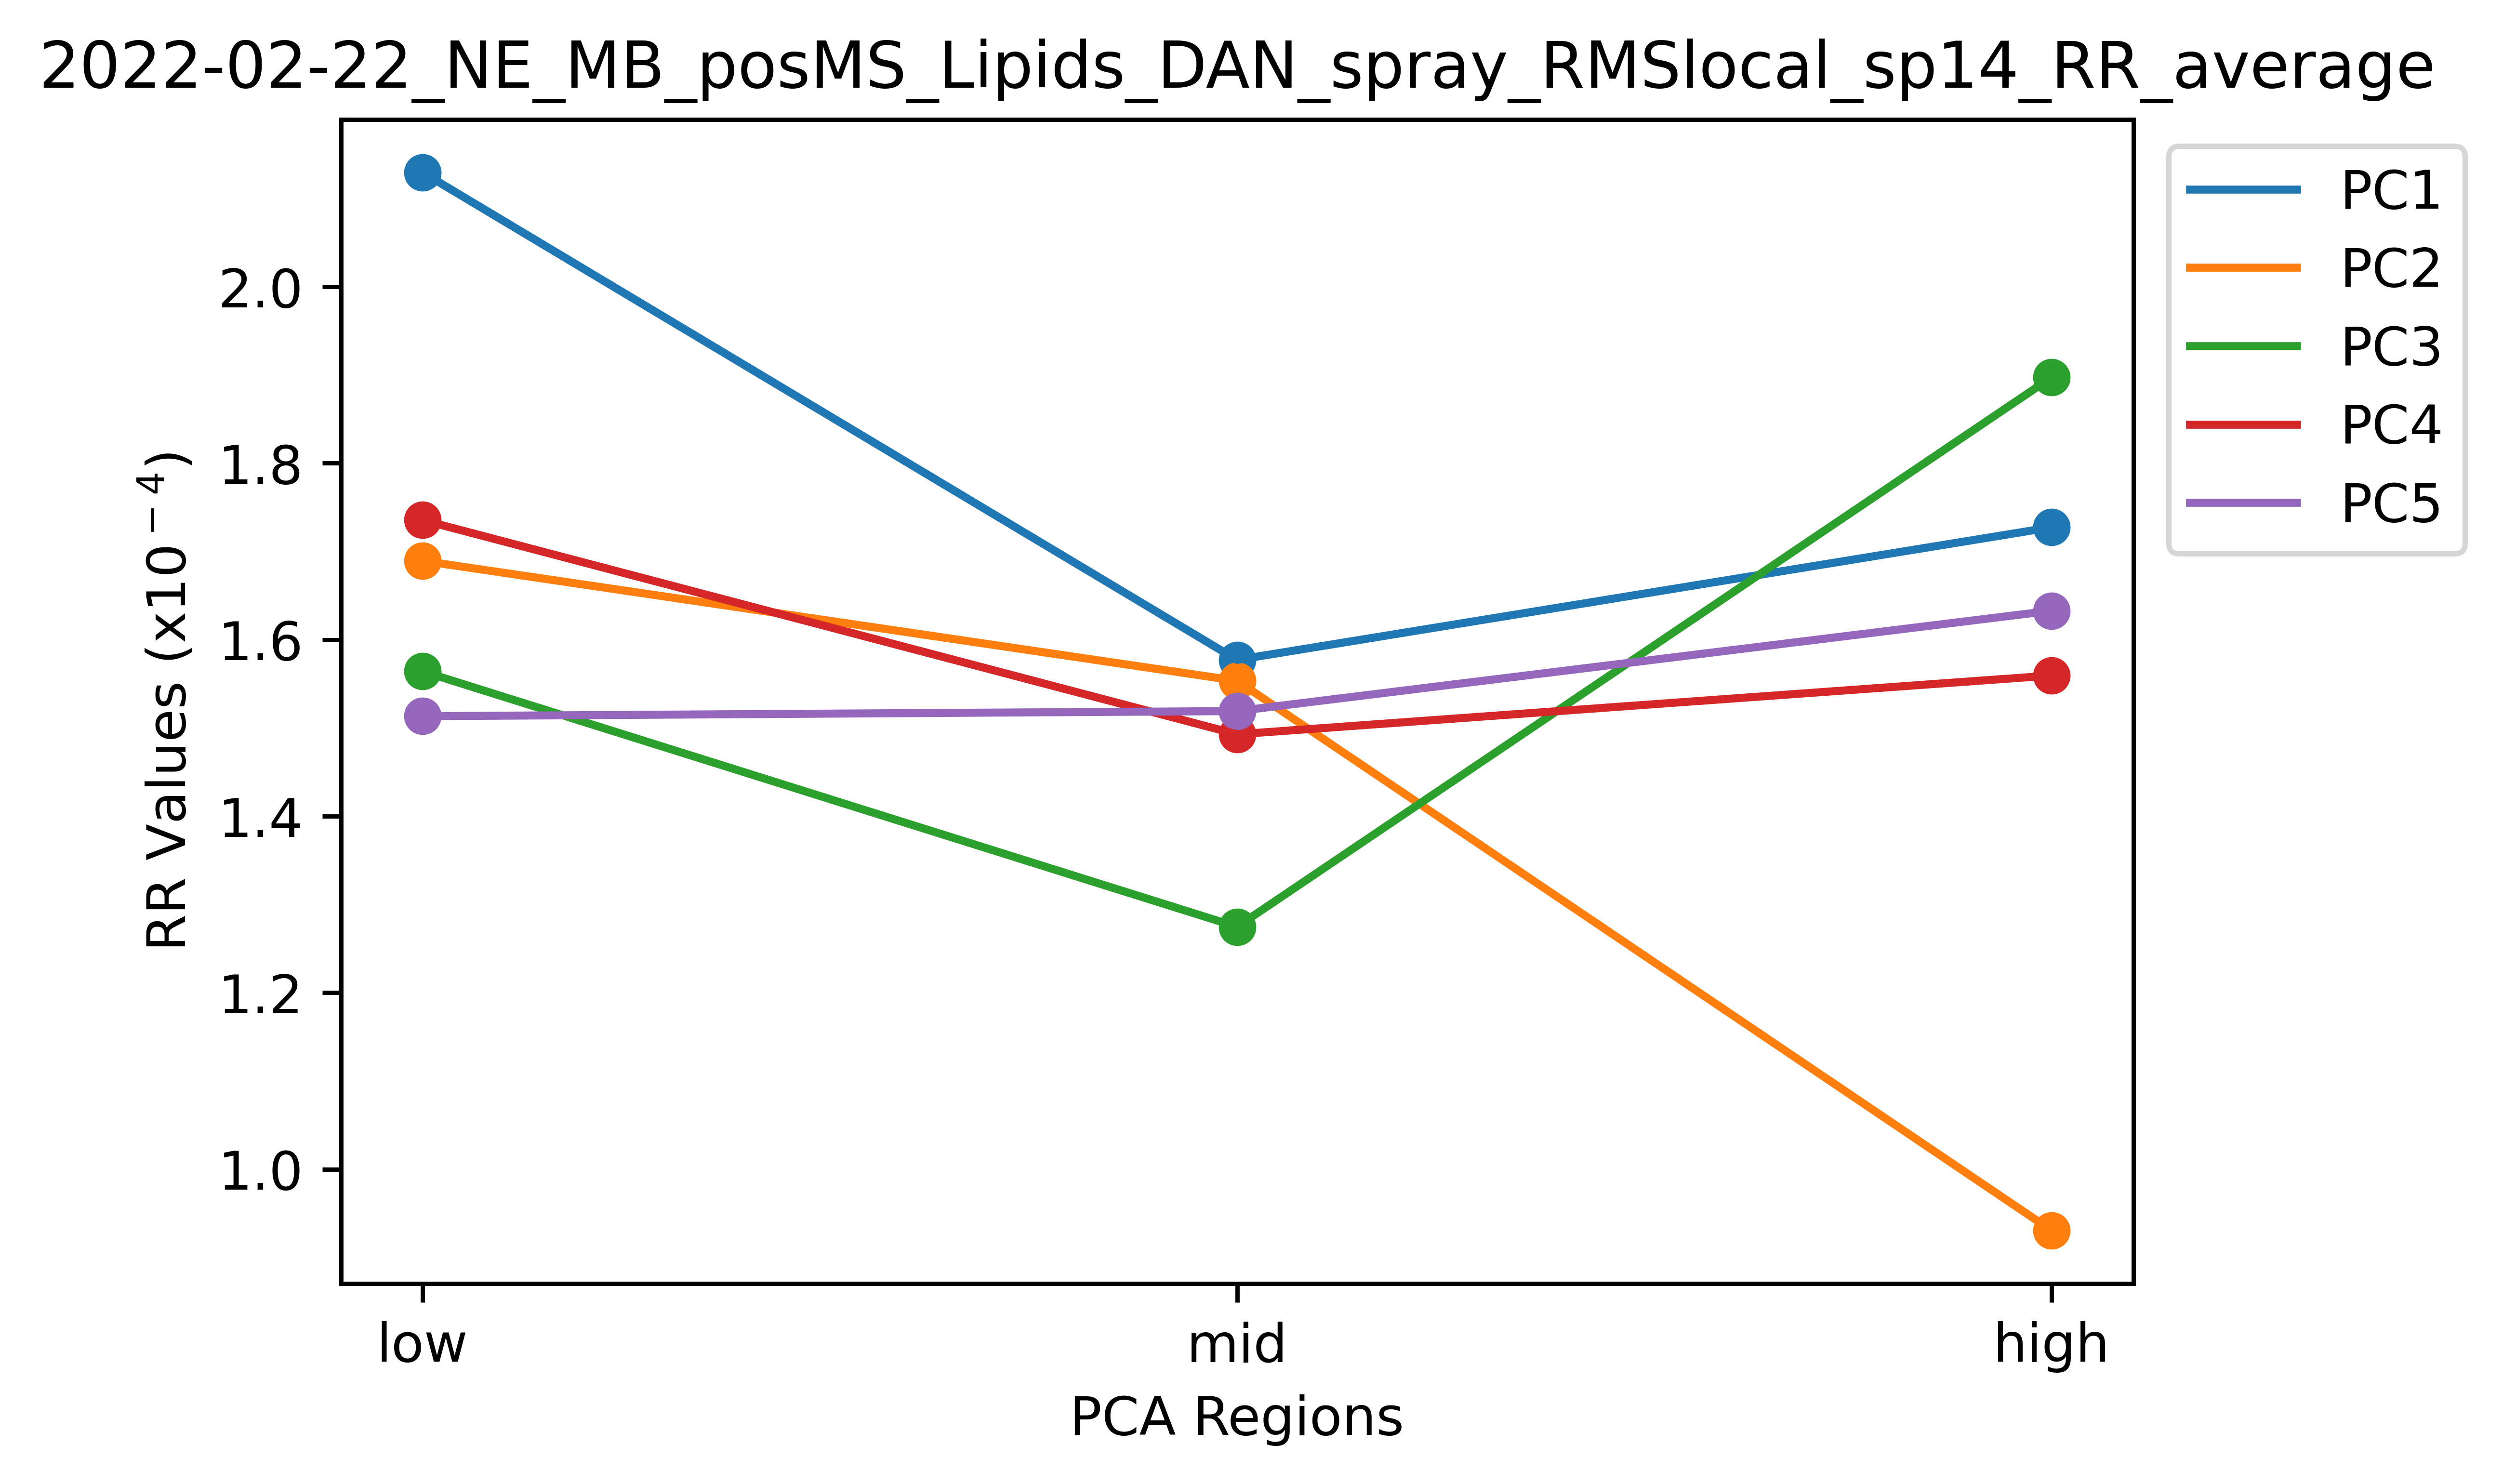 2022-02-22_NE_MB_posMS_Lipids_DAN_spray_RMSlocal_sp14_RR_average
PC1
PC2
PC3
PC4
PC5
RR Values (x10⁻⁴)
2.0
1.8
1.6
1.4
1.2
1.0
low mid high
PCA Regions